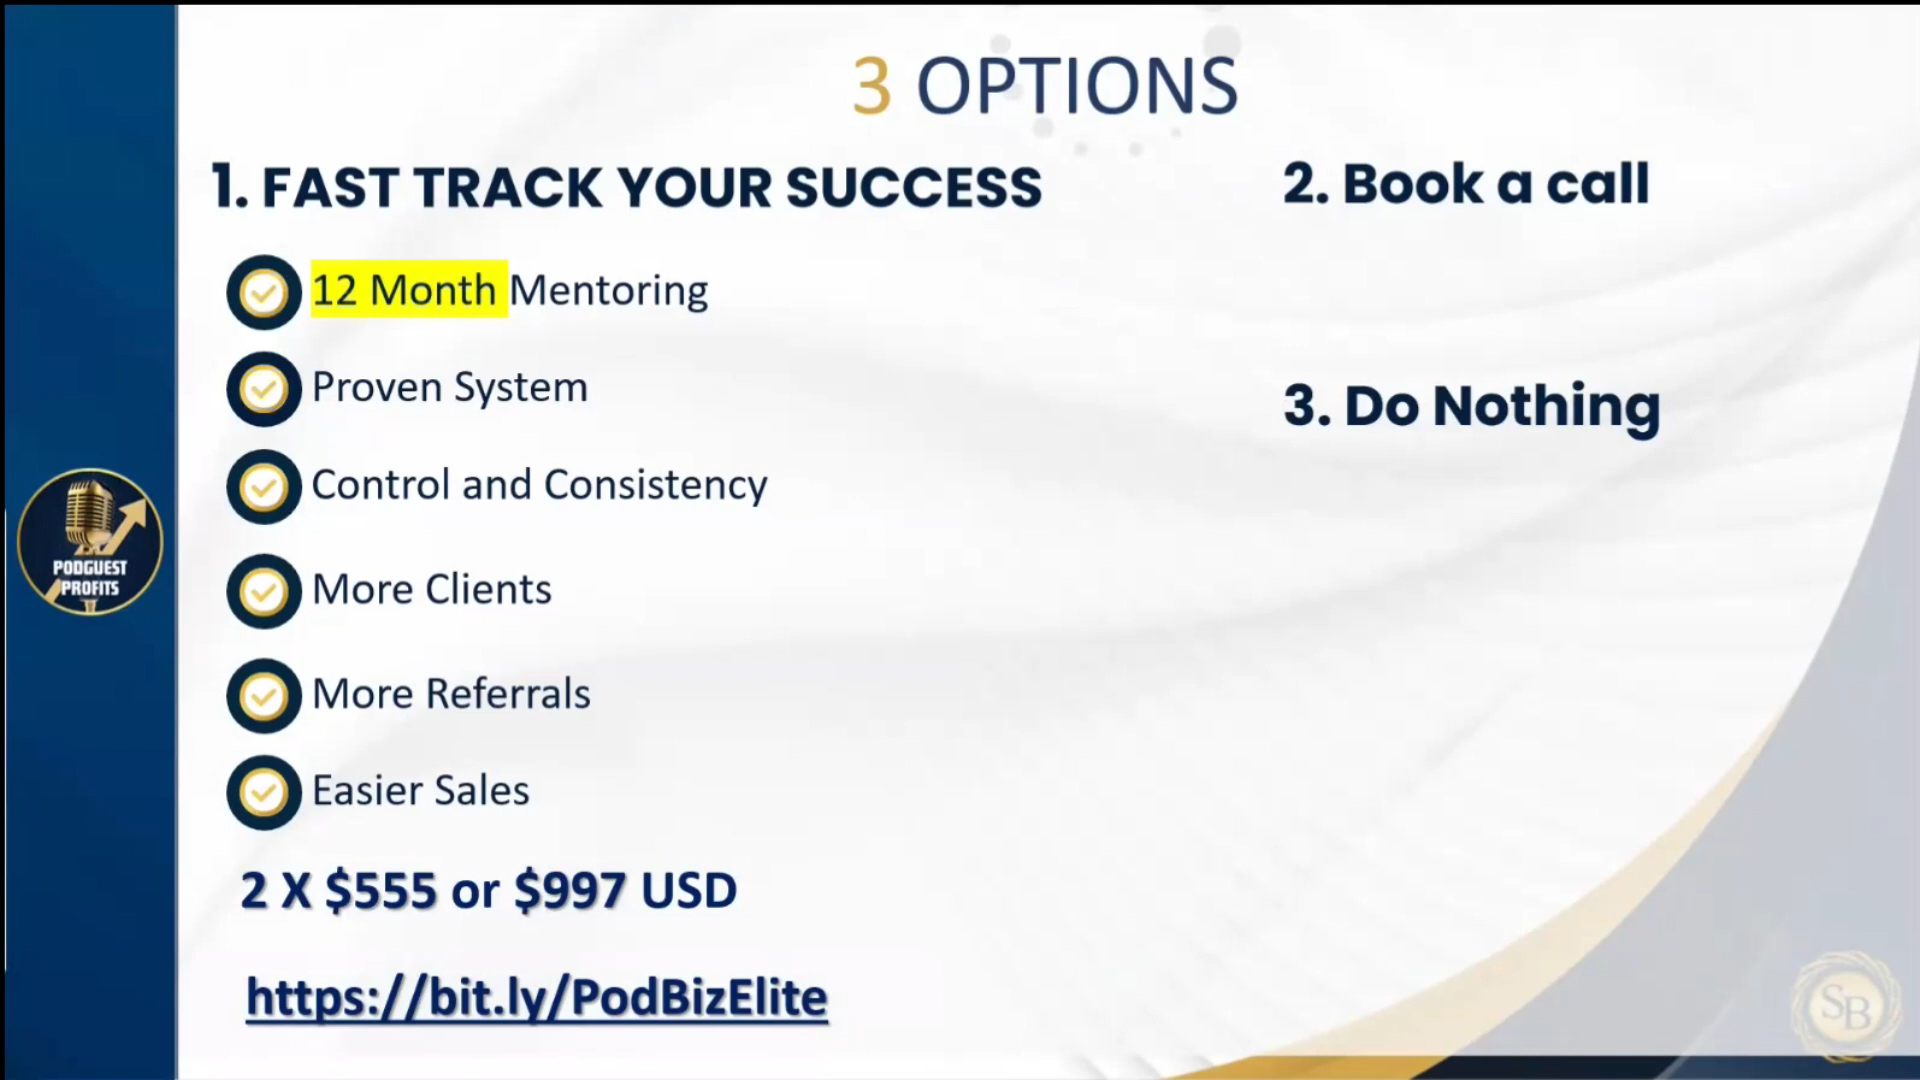 3 OPTIONS
1. FAST TRACK YOUR SUCCESS
12 Month Mentoring
Proven System
Control and Consistency
More Clients
More Referrals
Easier Sales
2 X $555 or $997 USD
https://bit.ly/PodBizElite
2. Book a call
3. Do Nothing
PODGUEST
PROFITS
SB